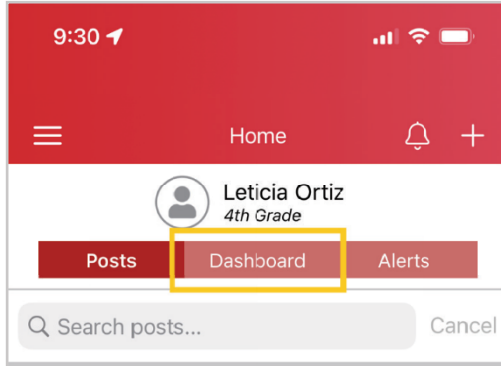 9:30
Home
Leticia Ortiz
4th Grade
Posts Dashboard Alerts
Search posts... Cancel